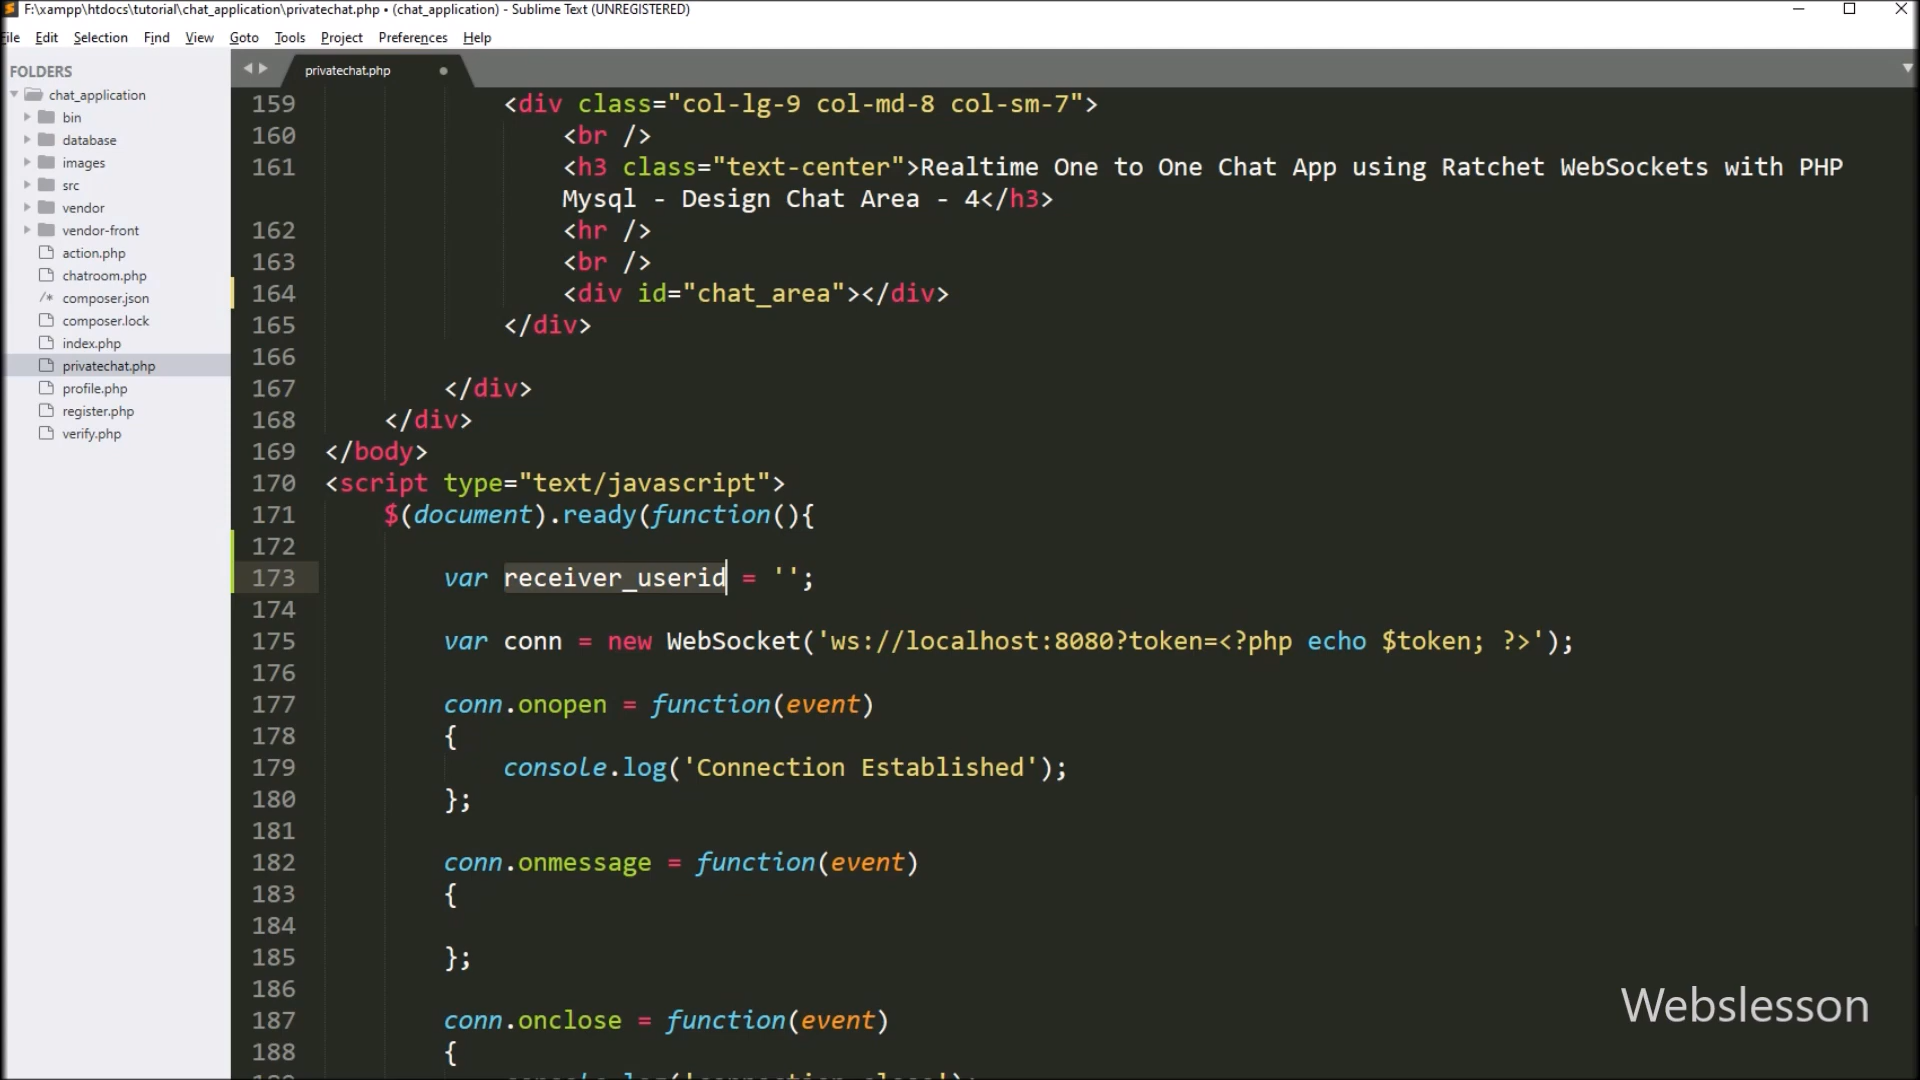 F:\xampp\htdocs\tutorial\chat_application\privatechat.php • (chat_application) - Sublime Text (UNREGISTERED)
File Edit Selection Find View Goto Tools Project Preferences Help
FOLDERS
chat_application
bin
database
images
src
vendor
vendor-front
action.php
chatroom.php
/* composer.json
composer.lock
index.php
privatechat.php
profile.php
register.php
verify.php
privatechat.php
159 <div class="col-lg-9 col-md-8 col-sm-7">
160 <br />
161 <h3 class="text-center">Realtime One to One Chat App using Ratchet WebSockets with PHP
Mysql - Design Chat Area - 4</h3>
162 <hr />
163 <br />
164 <div id="chat_area"></div>
165 </div>
166
167 </div>
168 </div>
169 </body>
170 <script type="text/javascript">
171 $(document).ready(function(){
172
173 var receiver_userid = '';
174
175 var conn = new WebSocket('ws://localhost:8080?token=<?php echo $token; ?>');
176
177 conn.onopen = function(event)
178 {
179 console.log('Connection Established');
180 };
181
182 conn.onmessage = function(event)
183 {
184
185 };
186
187 conn.onclose = function(event)
188 {
Webslesson